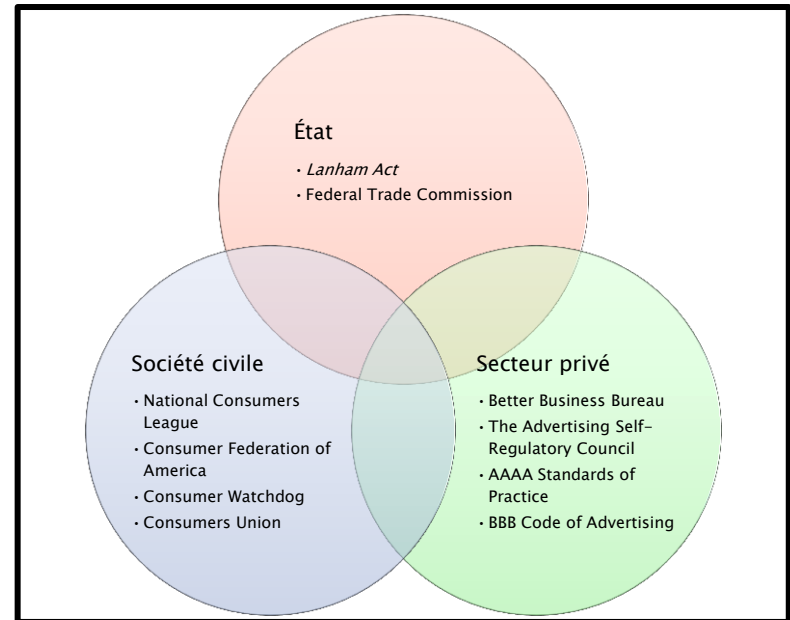 État
• Lanham Act
• Federal Trade Commission
Société civile
• National Consumers
League
• Consumer Federation of
America
• Consumer Watchdog
• Consumers Union
Secteur privé
• Better Business Bureau
• The Advertising Self-
Regulatory Council
• AAAA Standards of
Practice
• BBB Code of Advertising